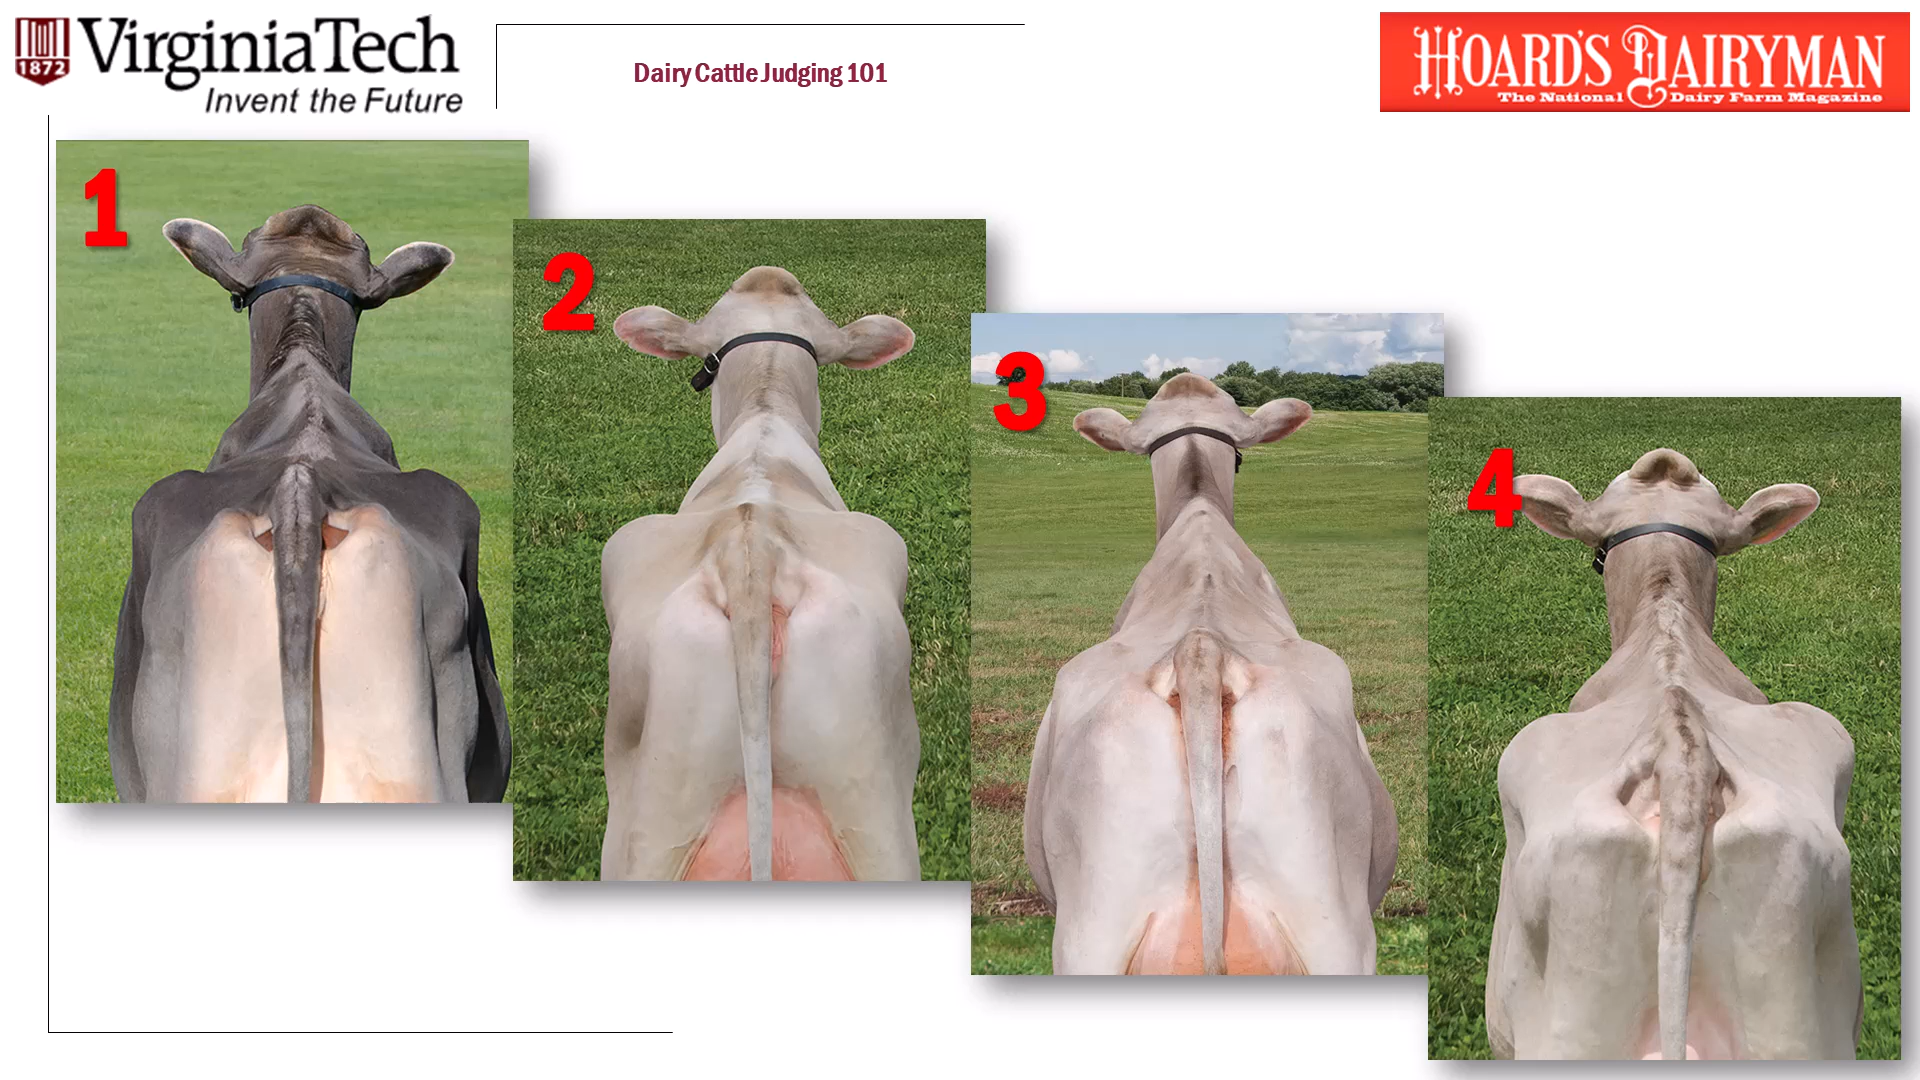 1872
VirginiaTech
Invent the Future
Dairy Cattle Judging 101
HOARD'S DAIRYMAN
The National Dairy Farm Magazine
1
2
3
4